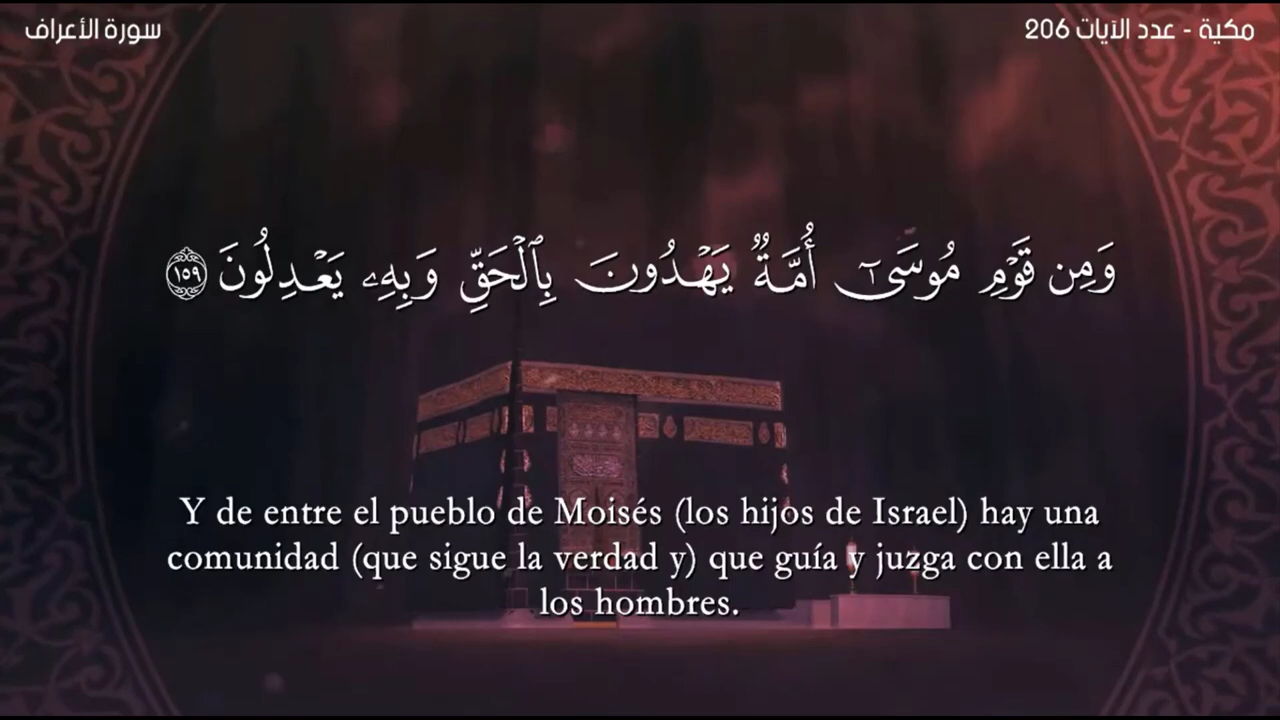 سورة الأعراف
مكية - عدد الآيات 206
وَمِن قَوْمِ مُوسَىٰٓ أُمَّةٌ يَهْدُونَ بِٱلْحَقِّ وَبِهِۦ يَعْدِلُونَ ١٥٩
Y de entre el pueblo de Moisés (los hijos de Israel) hay una
comunidad (que sigue la verdad y) que guía y juzga con ella a
los hombres.